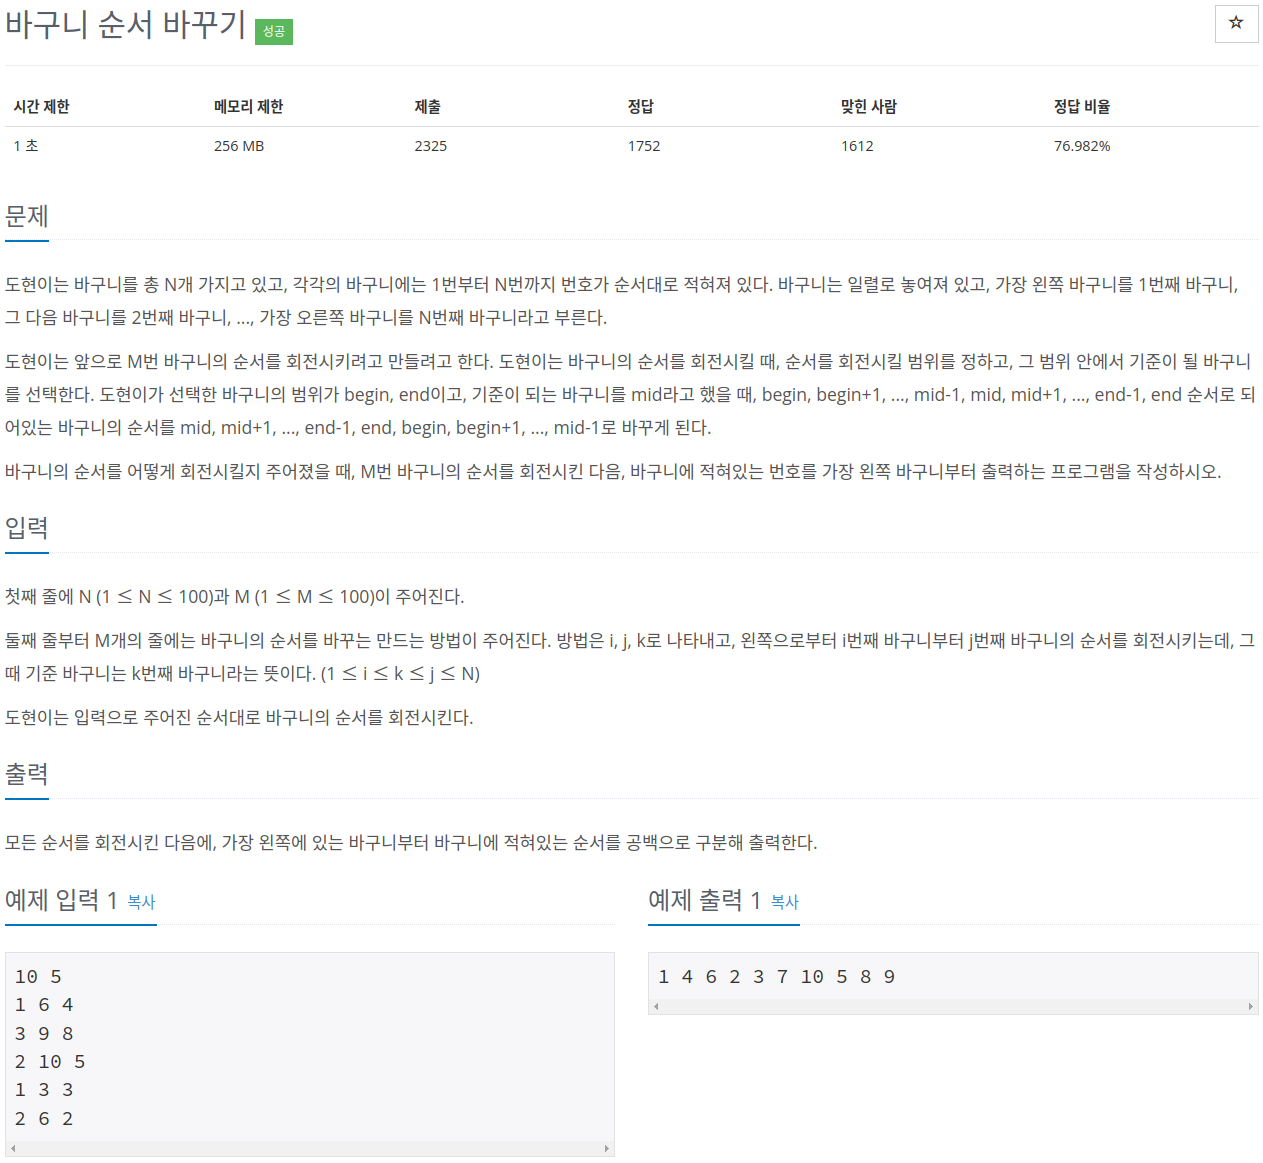 바구니 순서 바꾸기 성공 ☆
시간 제한 메모리 제한 제출 정답 맞힌 사람 정답 비율
1 초 256 MB 2325 1752 1612 76.982%
문제
도현이는 바구니를 총 N개 가지고 있고, 각각의 바구니에는 1번부터 N번까지 번호가 순서대로 적혀져 있다. 바구니는 일렬로 놓여져 있고, 가장 왼쪽 바구니를 1번째 바구니,
그 다음 바구니를 2번째 바구니, ..., 가장 오른쪽 바구니를 N번째 바구니라고 부른다.
도현이는 앞으로 M번 바구니의 순서를 회전시키려고 만들려고 한다. 도현이는 바구니의 순서를 회전시킬 때, 순서를 회전시킬 범위를 정하고, 그 범위 안에서 기준이 될 바구니
를 선택한다. 도현이가 선택한 바구니의 범위가 begin, end이고, 기준이 되는 바구니를 mid라고 했을 때, begin, begin+1, ..., mid-1, mid, mid+1, ..., end-1, end 순서로 되
어있는 바구니의 순서를 mid, mid+1, ..., end-1, end, begin, begin+1, ..., mid-1로 바꾸게 된다.
바구니의 순서를 어떻게 회전시킬지 주어졌을 때, M번 바구니의 순서를 회전시킨 다음, 바구니에 적혀있는 번호를 가장 왼쪽 바구니부터 출력하는 프로그램을 작성하시오.
입력
첫째 줄에 N (1 ≤ N ≤ 100)과 M (1 ≤ M ≤ 100)이 주어진다.
둘째 줄부터 M개의 줄에는 바구니의 순서를 바꾸는 만드는 방법이 주어진다. 방법은 i, j, k로 나타내고, 왼쪽으로부터 i번째 바구니부터 j번째 바구니의 순서를 회전시키는데, 그
때 기준 바구니는 k번째 바구니라는 뜻이다. (1 ≤ i ≤ k ≤ j ≤ N)
도현이는 입력으로 주어진 순서대로 바구니의 순서를 회전시킨다.
출력
모든 순서를 회전시킨 다음에, 가장 왼쪽에 있는 바구니부터 바구니에 적혀있는 순서를 공백으로 구분해 출력한다.
예제 입력 1 복사
10 5
1 6 4
3 9 8
2 10 5
1 3 3
2 6 2
예제 출력 1 복사
1 4 6 2 3 7 10 5 8 9